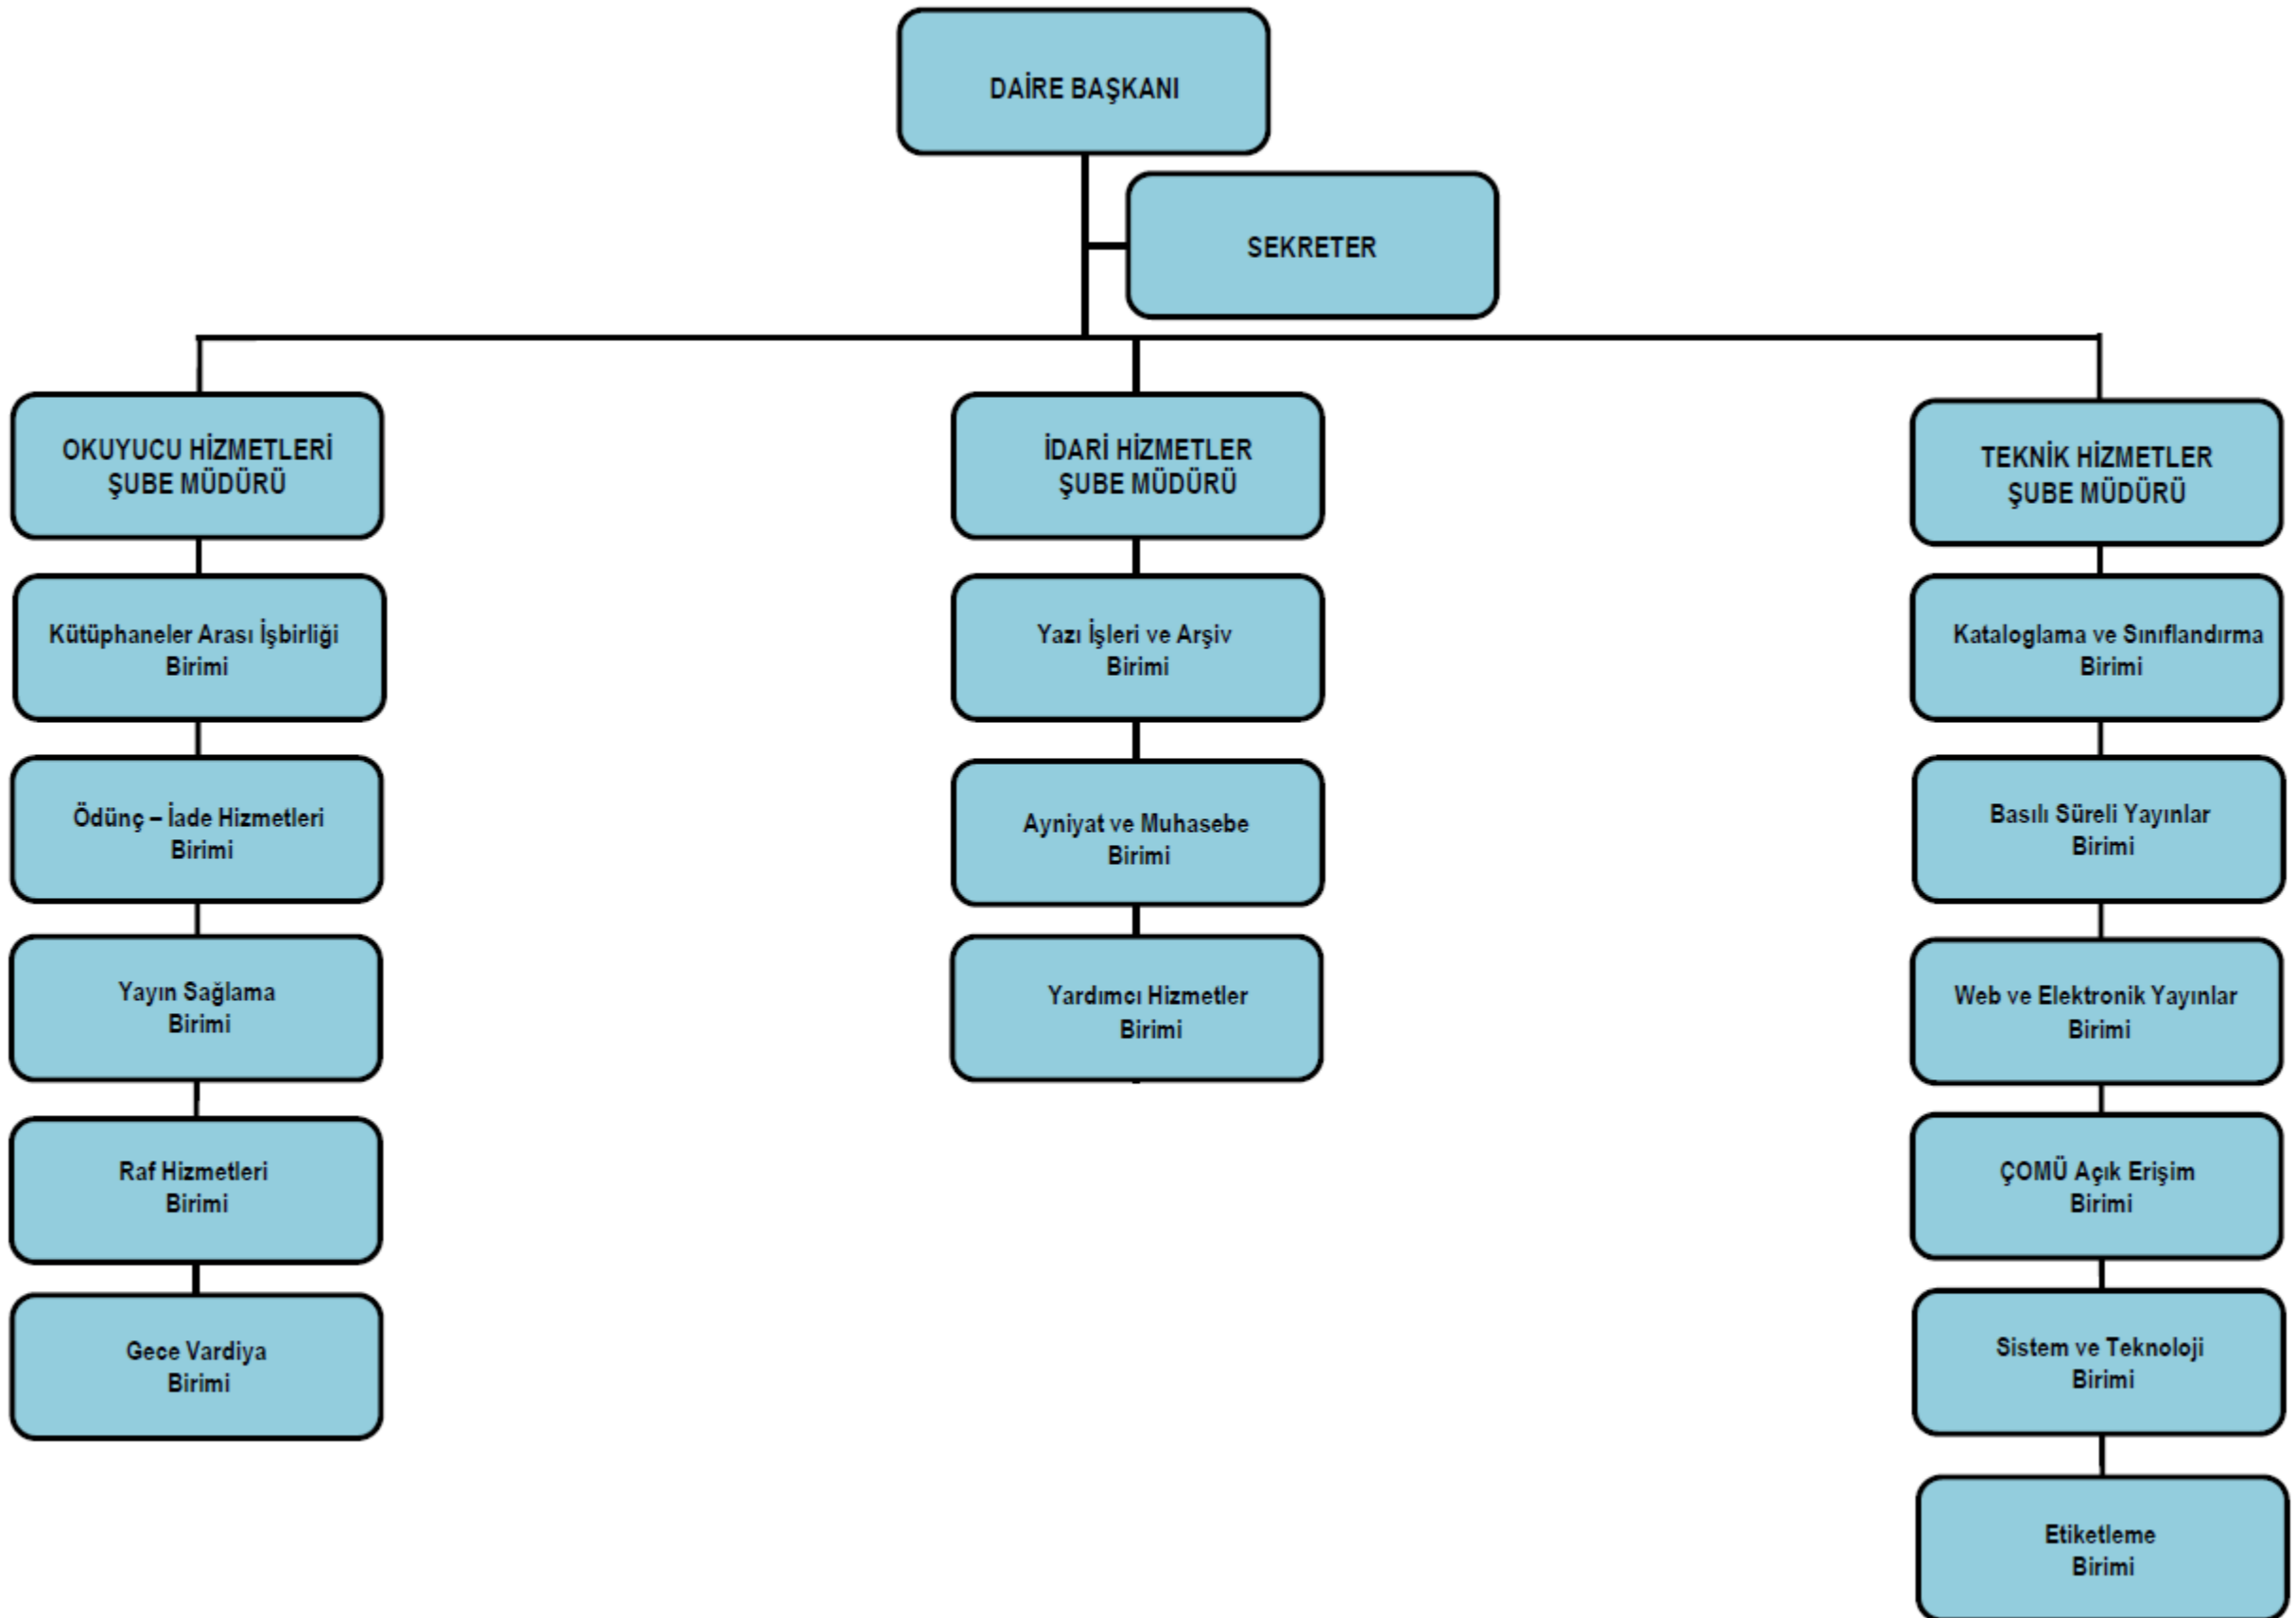 DAİRE BAŞKANI
SEKRETER
OKUYUCU HİZMETLERİ
ŞUBE MÜDÜRÜ
Kütüphaneler Arası İşbirliği
Birimi
Ödünç – İade Hizmetleri
Birimi
Yayın Sağlama
Birimi
Raf Hizmetleri
Birimi
Gece Vardiya
Birimi
İDARİ HİZMETLER
ŞUBE MÜDÜRÜ
Yazı İşleri ve Arşiv
Birimi
Ayniyat ve Muhasebe
Birimi
Yardımcı Hizmetler
Birimi
TEKNİK HİZMETLER
ŞUBE MÜDÜRÜ
Kataloglama ve Sınıflandırma
Birimi
Basılı Süreli Yayınlar
Birimi
Web ve Elektronik Yayınlar
Birimi
ÇOMÜ Açık Erişim
Birimi
Sistem ve Teknoloji
Birimi
Etiketleme
Birimi